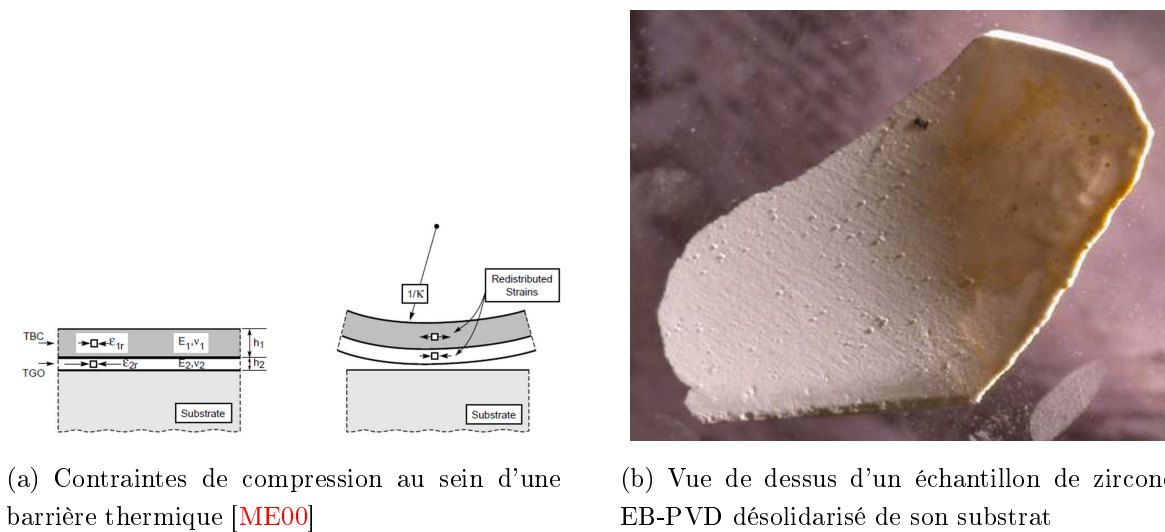 TBC
ε1r
E1,ν1
h1
TGO
ε2r
E2,ν2
h2
Substrate
1/κ
Redistributed
Strains
Substrate
(a) Contraintes de compression au sein d'une
barrière thermique [ME00]
(b) Vue de dessus d'un échantillon de zircone
EB-PVD désolidarisé de son substrat